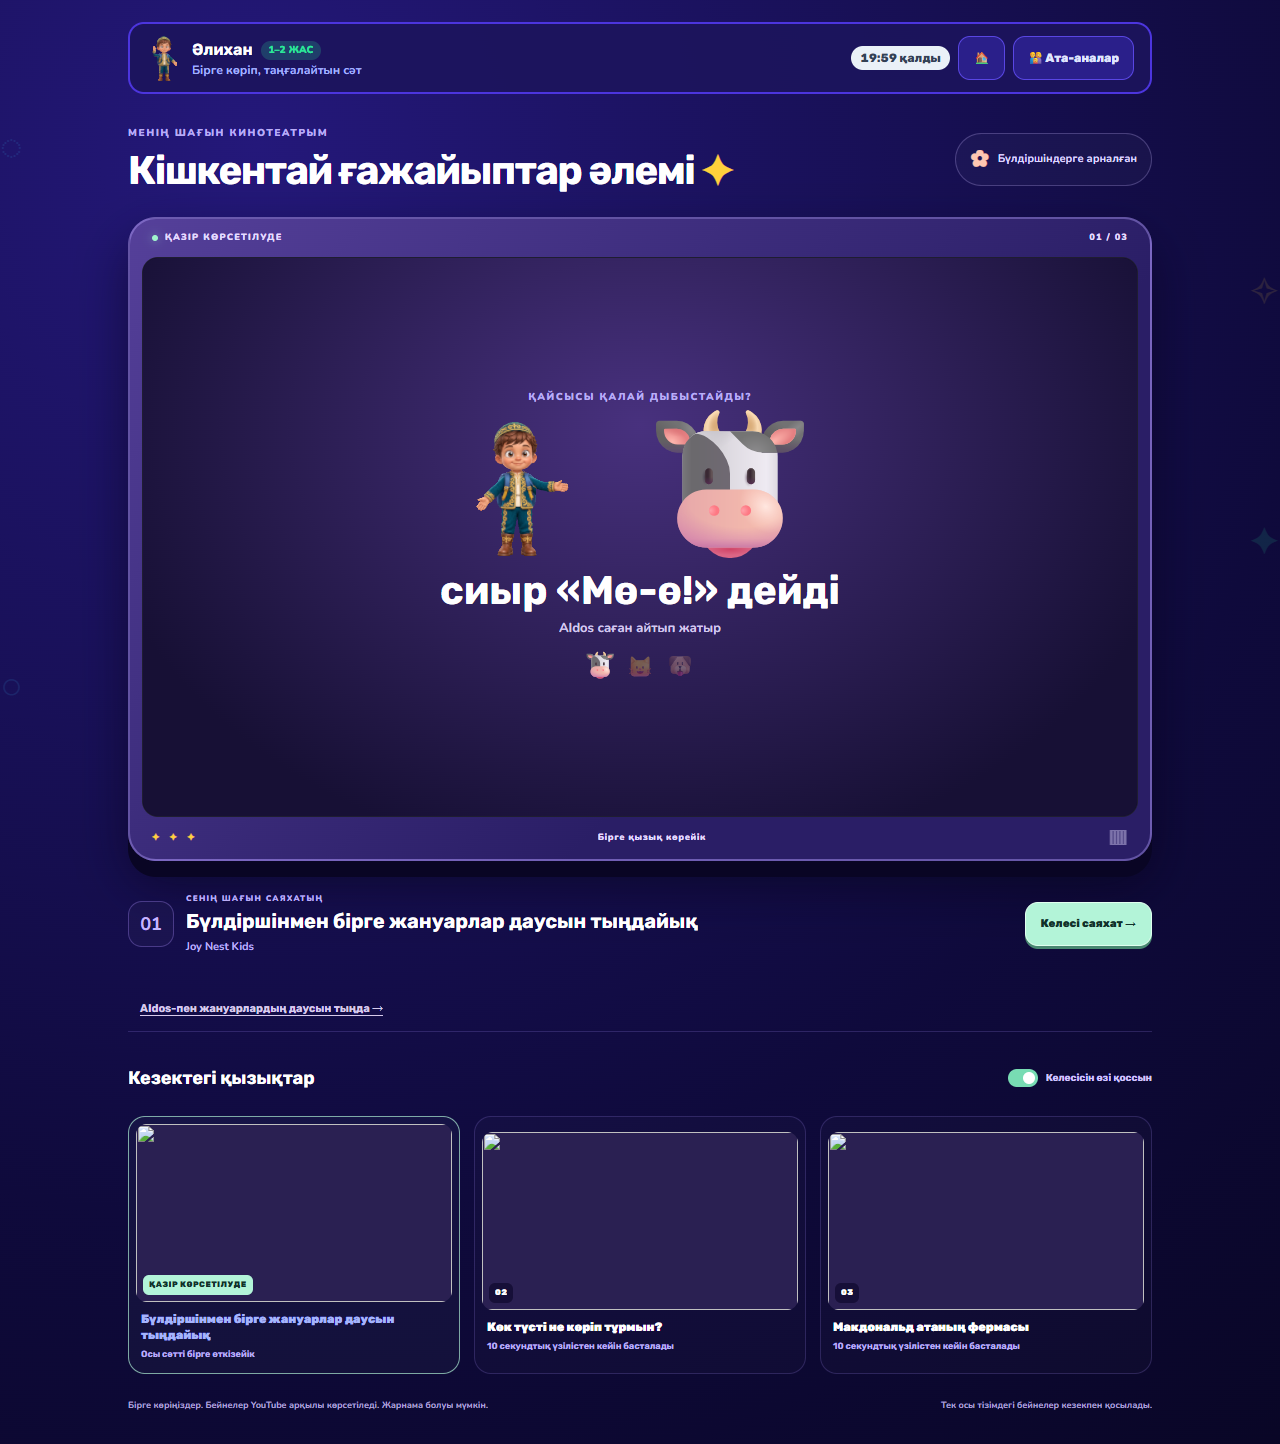 Әлихан 1–2 ЖАС
Бірге көріп, таңғалайтын сәт
19:59 қалды
Ата-аналар
МЕНІҢ ШАҒЫН КИНОТЕАТРЫМ
Кішкентай ғажайыптар әлемі
Бүлдіршіндерге арналған
ҚАЗІР КӨРСЕТІЛУДЕ
01 / 03
ҚАЙСЫСЫ ҚАЛАЙ ДЫБЫСТАЙДЫ?
сиыр «Мө-ө!» дейді
Aldos саған айтып жатыр
Бірге қызық көрейік
01
СЕНІҢ ШАҒЫН САЯХАТЫҢ
Бүлдіршінмен бірге жануарлар даусын тыңдайық
Joy Nest Kids
Келесі саяхат →
Aldos-пен жануарлардың даусын тыңда →
Кезектегі қызықтар
Келесісін өзі қоссын
ҚАЗІР КӨРСЕТІЛУДЕ
Бүлдіршінмен бірге жануарлар даусын
тыңдайық
Осы сәтті бірге өткізейік
02
Көк түсті не көріп тұрмын?
10 секундтық үзілістен кейін басталады
03
Макдональд атаның фермасы
10 секундтық үзілістен кейін басталады
Бірге көріңіздер. Бейнелер YouTube арқылы көрсетіледі. Жарнама болуы мүмкін.
Тек осы тізімдегі бейнелер кезекпен қосылады.